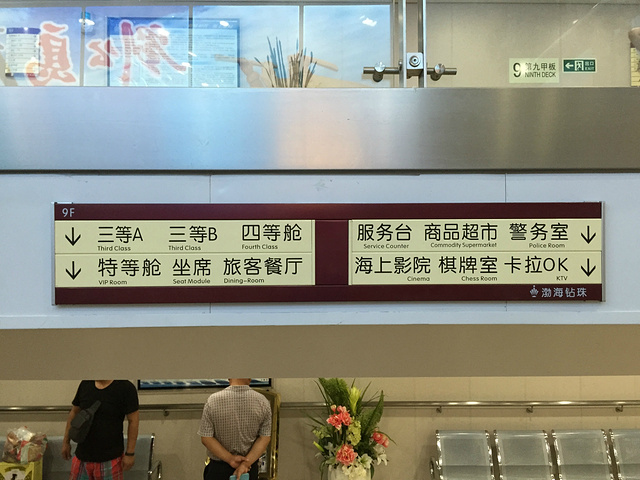 9 第九甲板
NINTH DECK
出口
EXIT
9F
三等A 三等B 四等舱
Third Class Third Class Fourth Class
特等舱 坐席 旅客餐厅
VIP Room Seat Module Dining-Room
服务台 商品超市 警务室
Service Counter Commodity Supermarket Police Room
海上影院 棋牌室 卡拉OK
Cinema Chess Room KTV
渤海钻珠